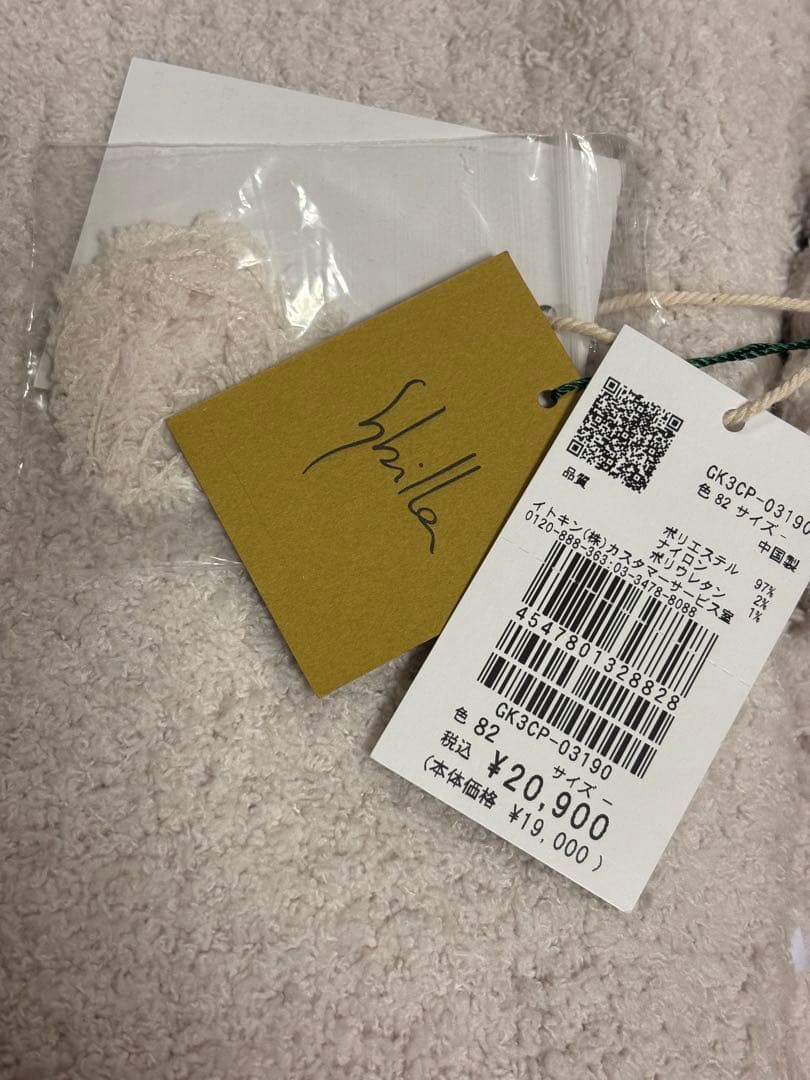 Sybilla
GK3CP-03190
色 82 サイズ -
品質
中国製
ポリエステル 97%
ナイロン 2%
ポリウレタン 1%
イトキン(株)カスタマーサービス室
0120-888-363:03-3478-8088
4547801328828
GK3CP-03190
色 82 サイズ -
税込 ¥20,900
(本体価格 ¥19,000)